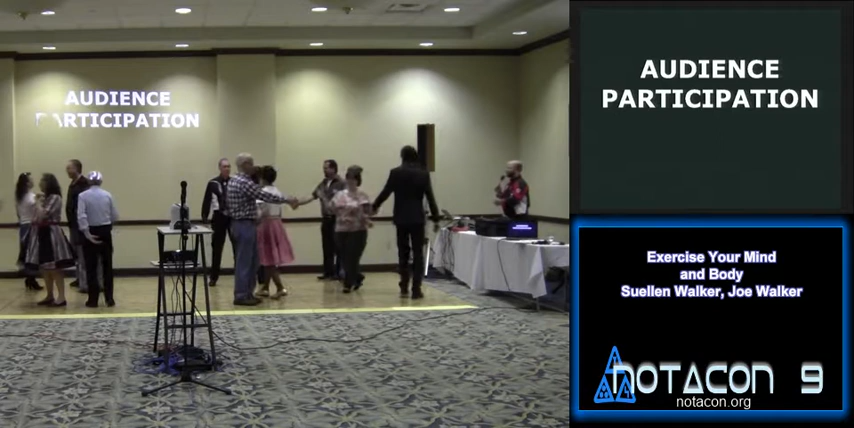 AUDIENCE
PARTICIPATION
AUDIENCE
PARTICIPATION
Exercise Your Mind
and Body
Suellen Walker, Joe Walker
NOTACON 9
notacon.org